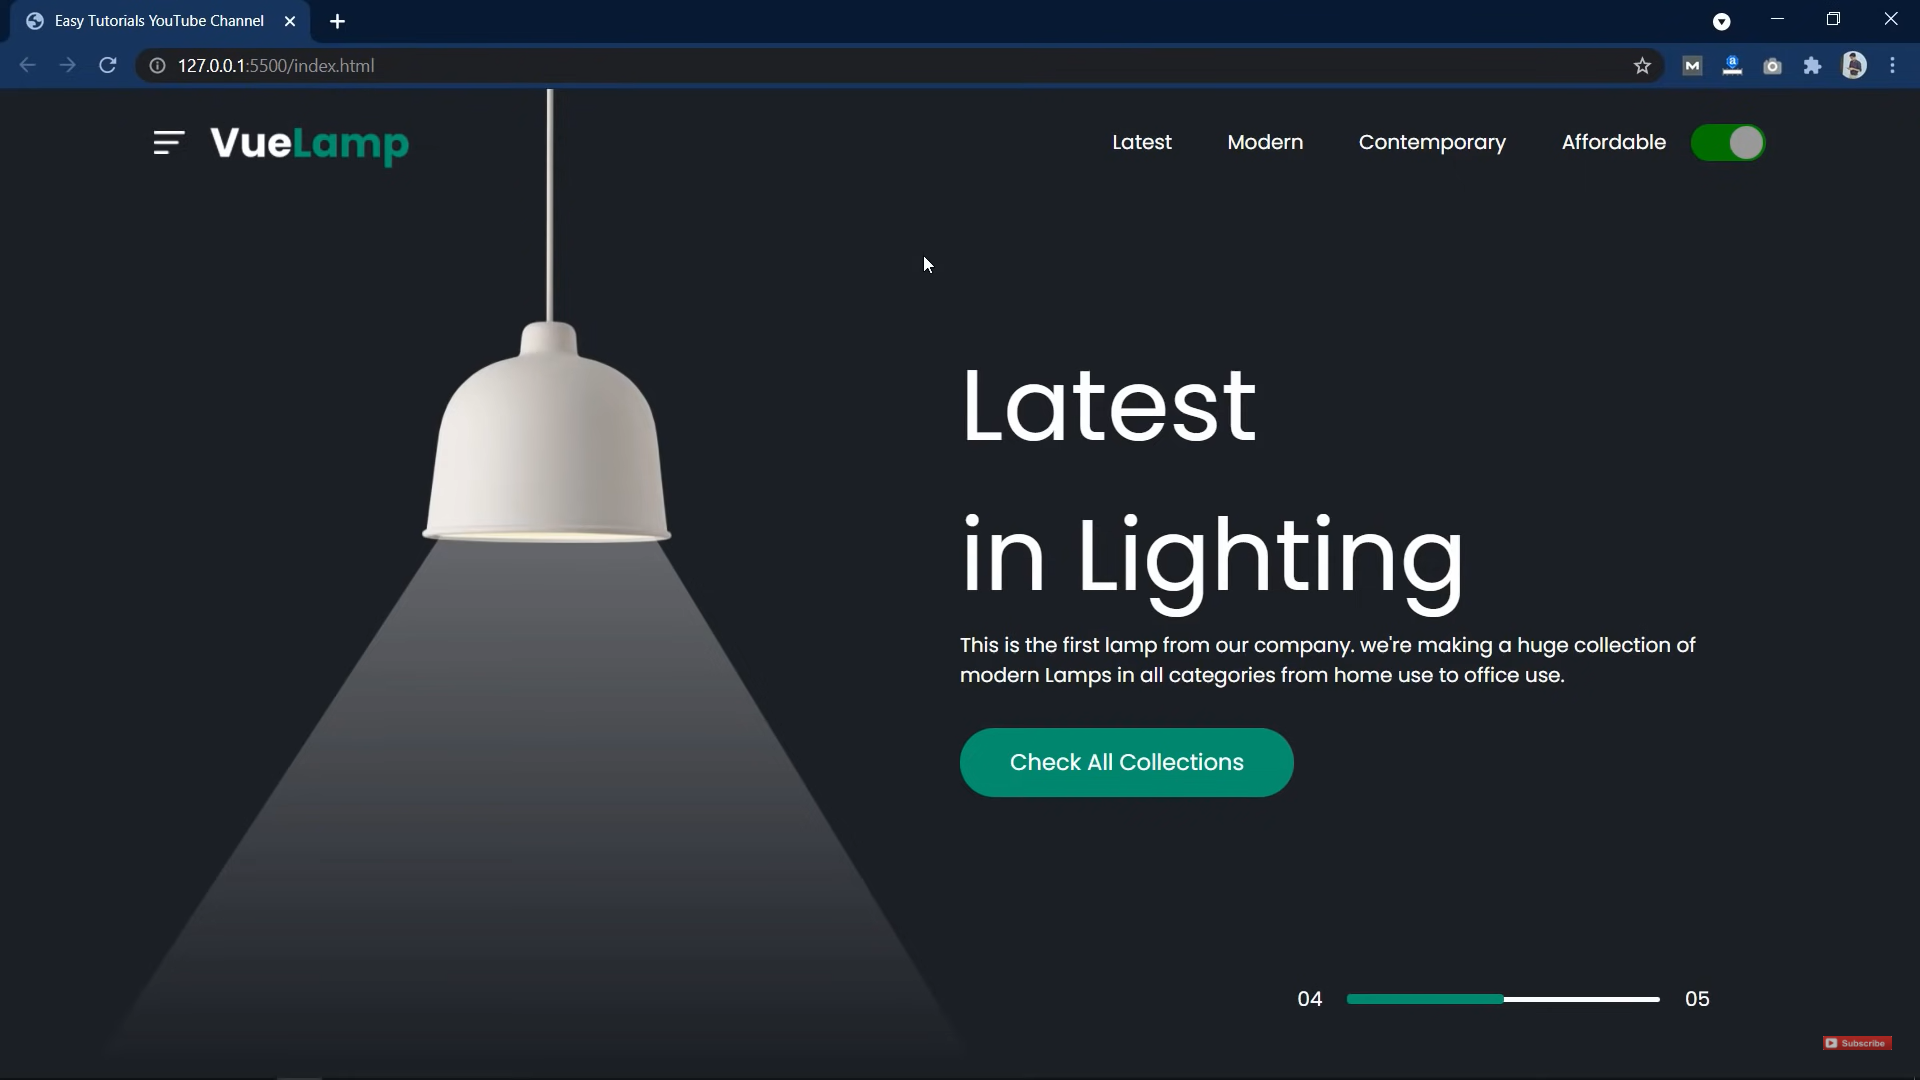 Easy Tutorials YouTube Channel
127.0.0.1:5500/index.html
VueLamp
Latest
Modern
Contemporary
Affordable
Latest
in Lighting
This is the first lamp from our company. we're making a huge collection of
modern Lamps in all categories from home use to office use.
Check All Collections
04
05
Subscribe